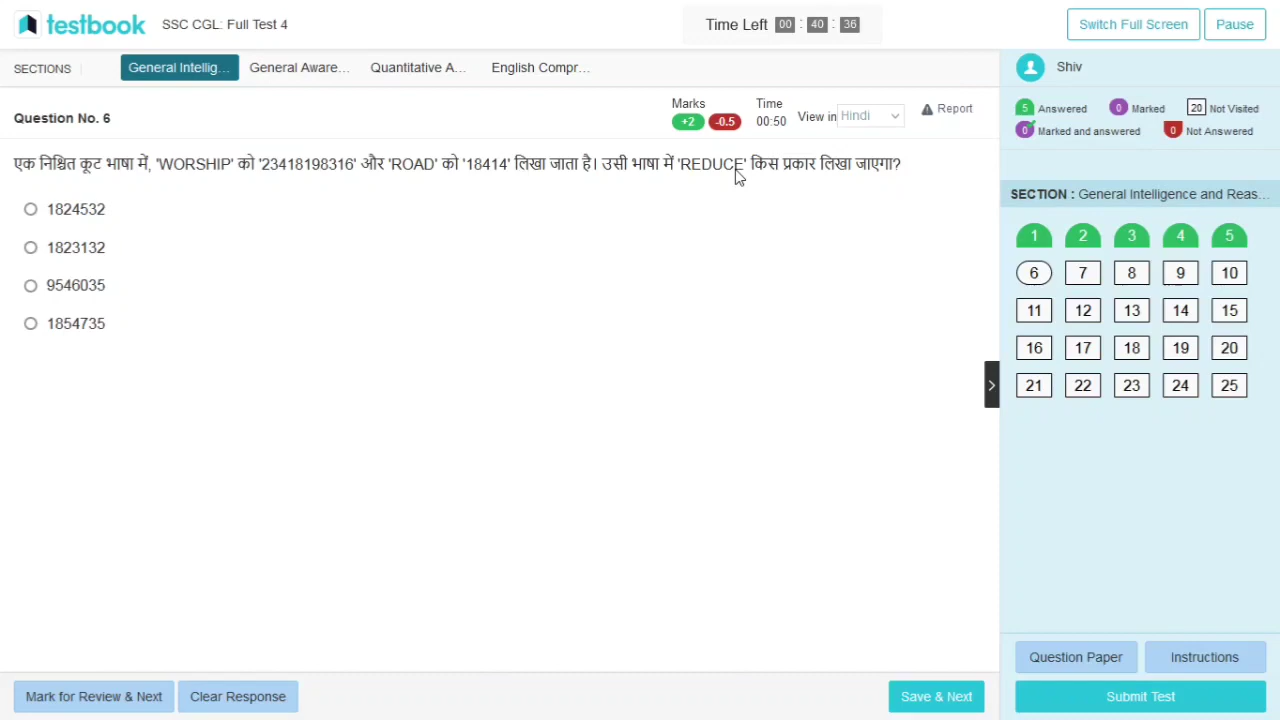 testbook SSC CGL: Full Test 4 Time Left 00 : 40 : 36 Switch Full Screen Pause
SECTIONS General Intellig... General Aware... Quantitative A... English Compr... Shiv
Question No. 6 Marks +2 -0.5 Time 00:50 View in Hindi Report
5 Answered 0 Marked 20 Not Visited
0 Marked and answered 0 Not Answered
एक निश्चित कूट भाषा में, 'WORSHIP' को '23418198316' और 'ROAD' को '18414' लिखा जाता है। उसी भाषा में 'REDUCE' किस प्रकार लिखा जाएगा?
1824532
1823132
9546035
1854735
SECTION : General Intelligence and Reas...
1 2 3 4 5
6 7 8 9 10
11 12 13 14 15
16 17 18 19 20
21 22 23 24 25
Question Paper Instructions
Mark for Review & Next Clear Response Save & Next Submit Test